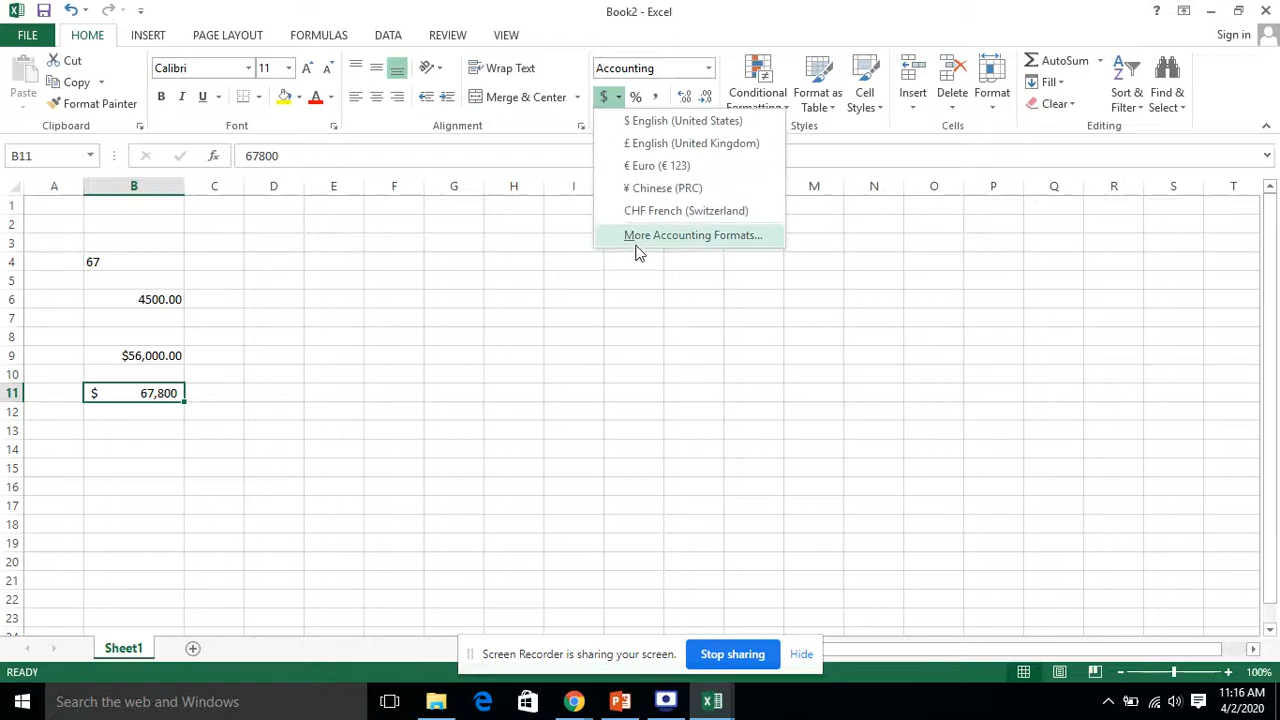 Book2 - Excel
?
FILE
HOME
INSERT
PAGE LAYOUT
FORMULAS
DATA
REVIEW
VIEW
Sign in
Paste
Cut
Copy
Format Painter
Clipboard
Calibri
11
B I U
A
Font
Wrap Text
Merge & Center
Alignment
Accounting
$ % ,
$ English (United States)
£ English (United Kingdom)
€ Euro (€ 123)
¥ Chinese (PRC)
CHF French (Switzerland)
More Accounting Formats...
Conditional
Formatting
Format as
Table
Cell
Styles
Styles
Insert
Delete
Format
Cells
AutoSum
Fill
Clear
Sort &
Filter
Find &
Select
Editing
B11
fx
67800
A B C D E F G H I M N O P Q R S T
1
2
3
4 67
5
6 4500.00
7
8
9 $56,000.00
10
11 $ 67,800
12
13
14
15
16
17
18
19
20
21
22
23
Sheet1
Screen Recorder is sharing your screen.
Stop sharing
Hide
READY
100%
Search the web and Windows
11:16 AM
4/2/2020